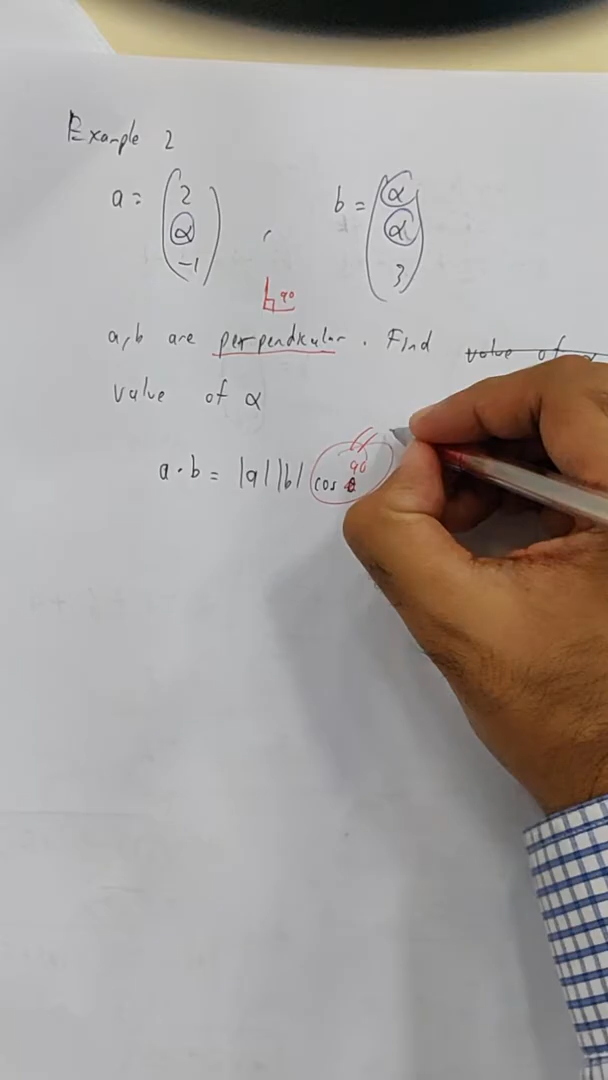 Example 2
a = (2 α -1) , b = (α α 3)
90
a,b are perpendicular . Find value of
value of α
a · b = |a| |b| cos θ 90